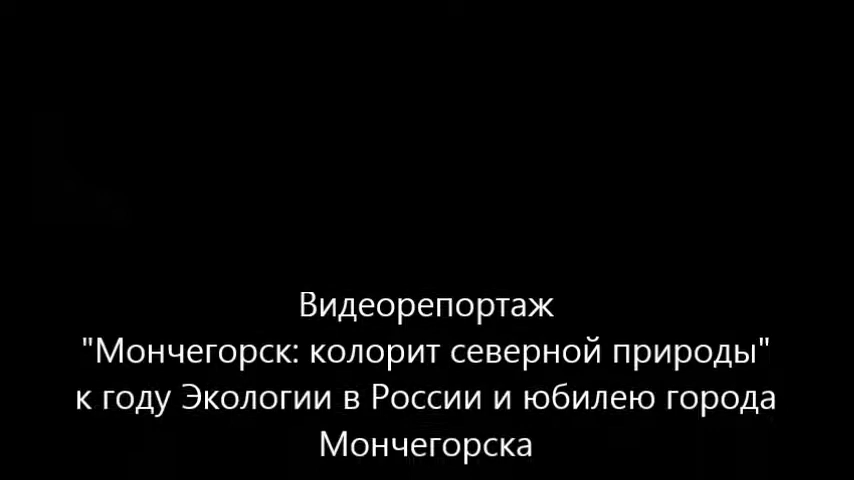 Видеорепортаж
"Мончегорск: колорит северной природы"
к году Экологии в России и юбилею города
Мончегорска